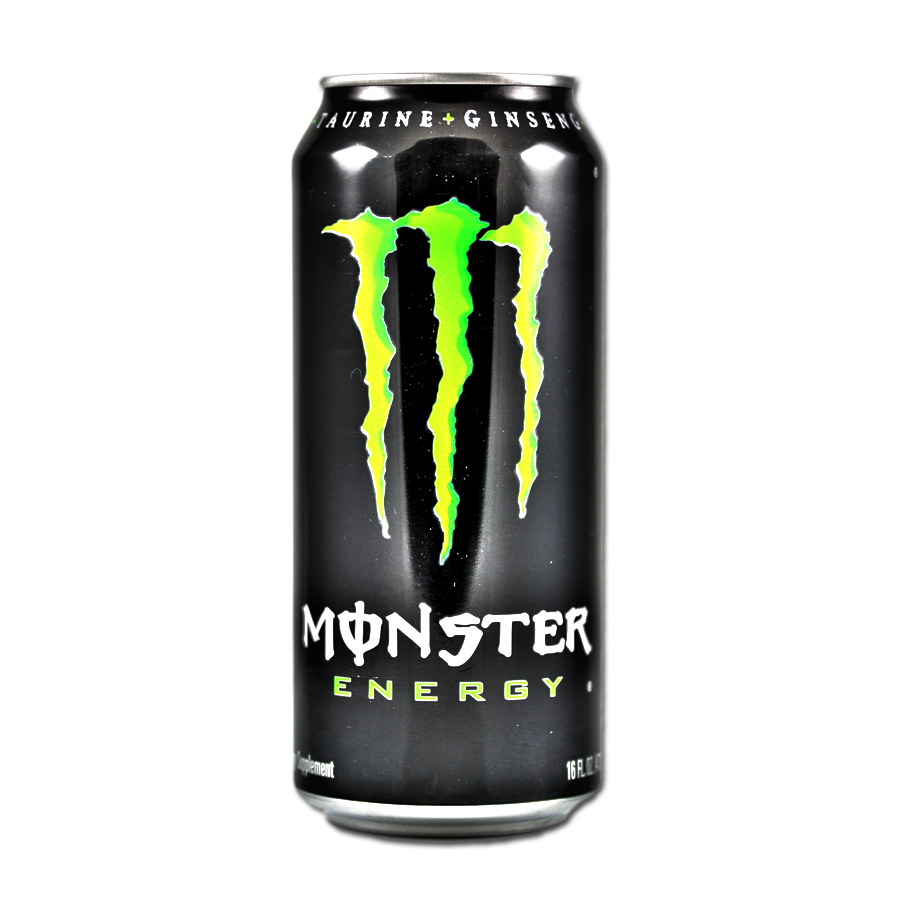 TAURINE + GINSENG
MONSTER
ENERGY
Supplement
16 FL. OZ.